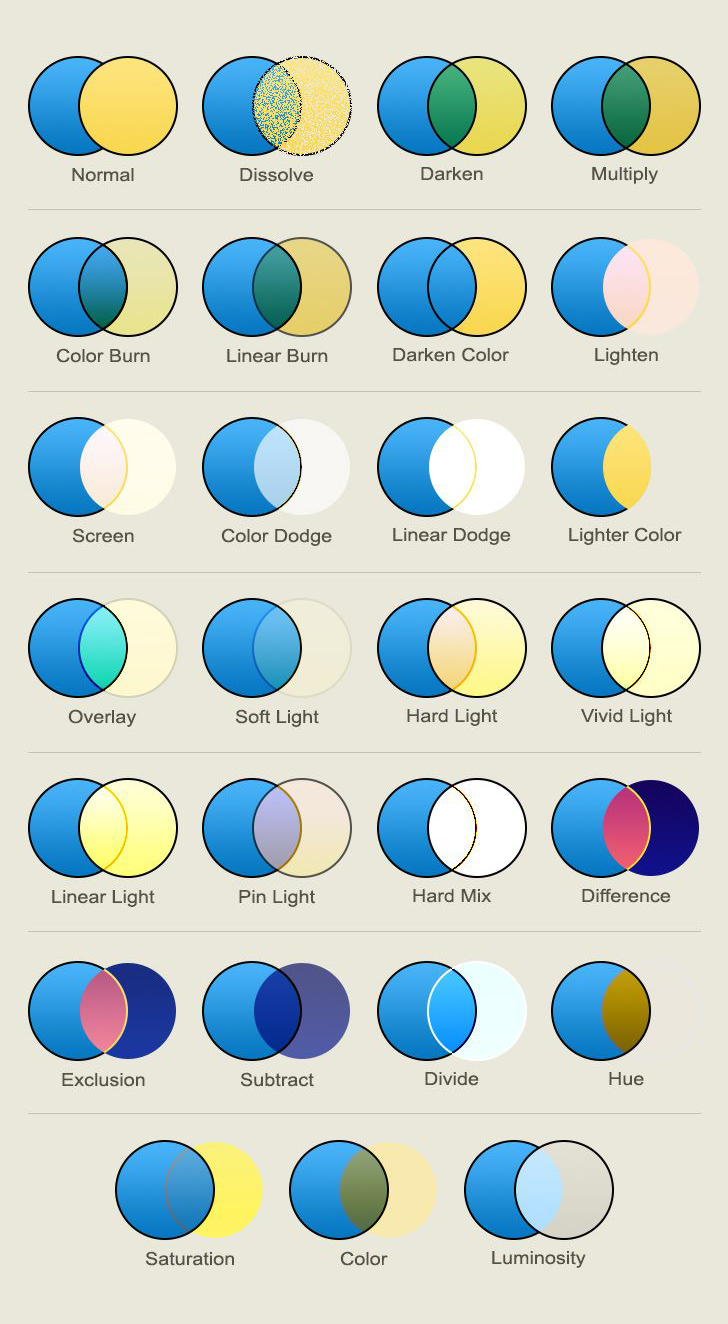 Normal
Dissolve
Darken
Multiply
Color Burn
Linear Burn
Darken Color
Lighten
Screen
Color Dodge
Linear Dodge
Lighter Color
Overlay
Soft Light
Hard Light
Vivid Light
Linear Light
Pin Light
Hard Mix
Difference
Exclusion
Subtract
Divide
Hue
Saturation
Color
Luminosity